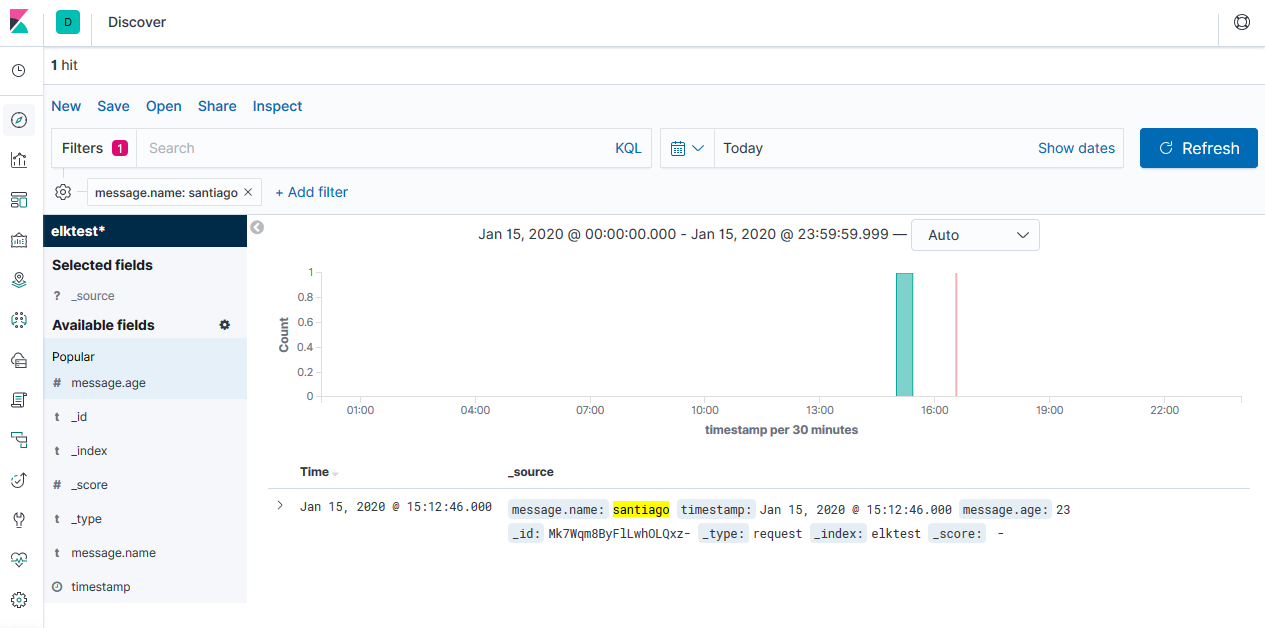 D Discover
1 hit
New Save Open Share Inspect
Filters 1 Search KQL Today Show dates Refresh
message.name: santiago × + Add filter
elktest*
Jan 15, 2020 @ 00:00:00.000 - Jan 15, 2020 @ 23:59:59.999 — Auto
Selected fields
? _source
Available fields
Popular
# message.age
t _id
t _index
# _score
t _type
t message.name
timestamp
1
0.8
0.6
0.4
0.2
0
Count
01:00 04:00 07:00 10:00 13:00 16:00 19:00 22:00
timestamp per 30 minutes
Time _source
Jan 15, 2020 @ 15:12:46.000 message.name: santiago timestamp: Jan 15, 2020 @ 15:12:46.000 message.age: 23
_id: Mk7Wqm8ByFlLwhOLQxz- _type: request _index: elktest _score: -